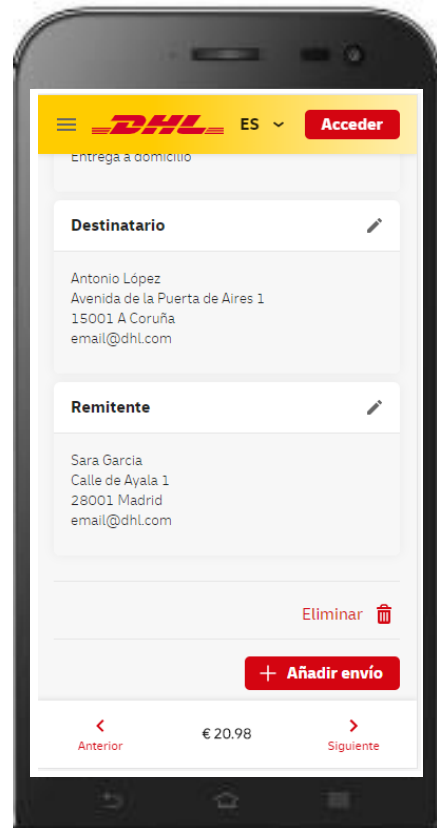 DHL ES Acceder
Entrega a domicilio
Destinatario
Antonio López
Avenida de la Puerta de Aires 1
15001 A Coruña
email@dhl.com
Remitente
Sara Garcia
Calle de Ayala 1
28001 Madrid
email@dhl.com
Eliminar
+ Añadir envío
Anterior
€ 20.98
Siguiente